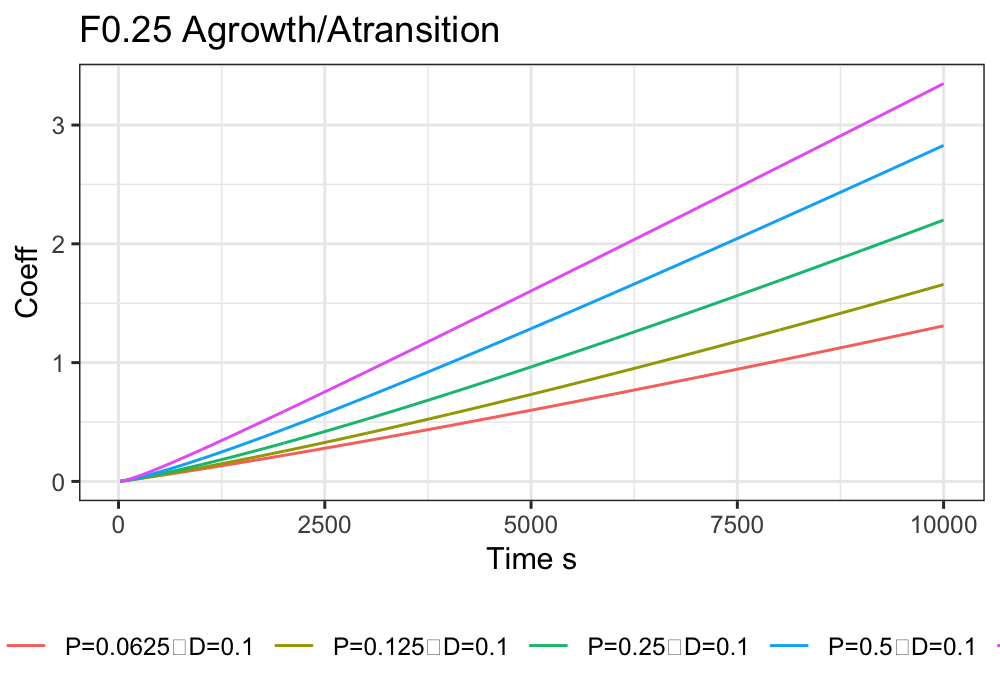 F0.25 Agrowth/Atransition
3
2
1
0
Coeff
0 2500 5000 7500 10000
Time s
P=0.0625□D=0.1 P=0.125□D=0.1 P=0.25□D=0.1 P=0.5□D=0.1